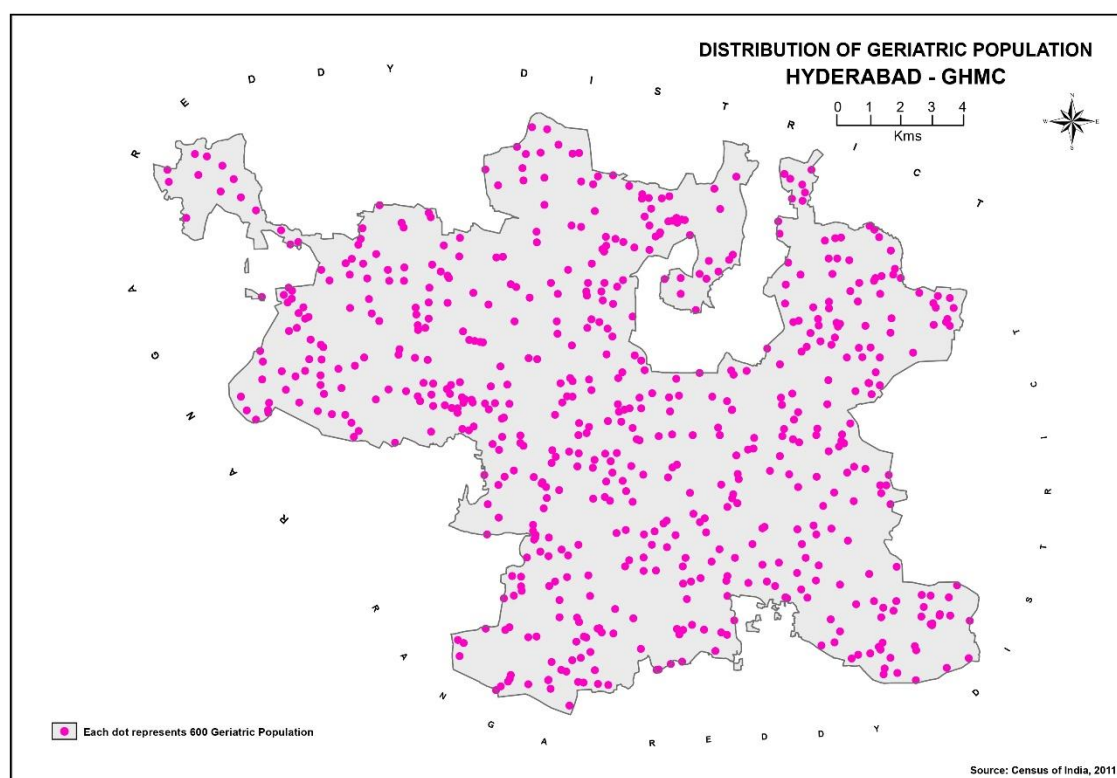 DISTRIBUTION OF GERIATRIC POPULATION
HYDERABAD - GHMC
0 0 1 2 3 4
Kms
N
W E
S
RANGAREDDY DISTRICT
RANGAREDDY DISTRICT
Each dot represents 600 Geriatric Population
Source: Census of India, 2011